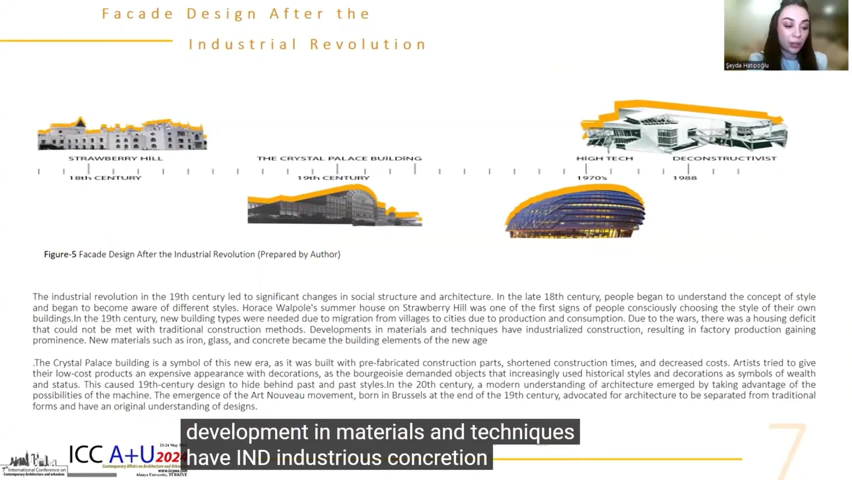 Facade Design After the
Industrial Revolution
Şeyda Hatipoğlu
STRAWBERRY HILL
THE CRYSTAL PALACE BUILDING
HIGH TECH
DECONSTRUCTIVIST
18th CENTURY
19th CENTURY
1970's
1988
Figure-5 Facade Design After the Industrial Revolution (Prepared by Author)
The industrial revolution in the 19th century led to significant changes in social structure and architecture. In the late 18th century, people began to understand the concept of style
and began to become aware of different styles. Horace Walpole's summer house on Strawberry Hill was one of the first signs of people consciously choosing the style of their own
buildings.In the 19th century, new building types were needed due to migration from villages to cities due to production and consumption. Due to the wars, there was a housing deficit
that could not be met with traditional construction methods. Developments in materials and techniques have industrialized construction, resulting in factory production gaining
prominence. New materials such as iron, glass, and concrete became the building elements of the new age
.The Crystal Palace building is a symbol of this new era, as it was built with pre-fabricated construction parts, shortened construction times, and decreased costs. Artists tried to give
their low-cost products an expensive appearance with decorations, as the bourgeoisie demanded objects that increasingly used historical styles and decorations as symbols of wealth
and status. This caused 19th-century design to hide behind past and past styles.In the 20th century, a modern understanding of architecture emerged by taking advantage of the
possibilities of the machine. The emergence of the Art Nouveau movement, born in Brussels at the end of the 19th century, advocated for architecture to be separated from traditional
forms and have an original understanding of designs.
development in materials and techniques
have IND industrious concretion
ICC A+U 2024
7th International Conference on
Contemporary Architecture and Urbanism
Alanya University, TÜRKİYE
7